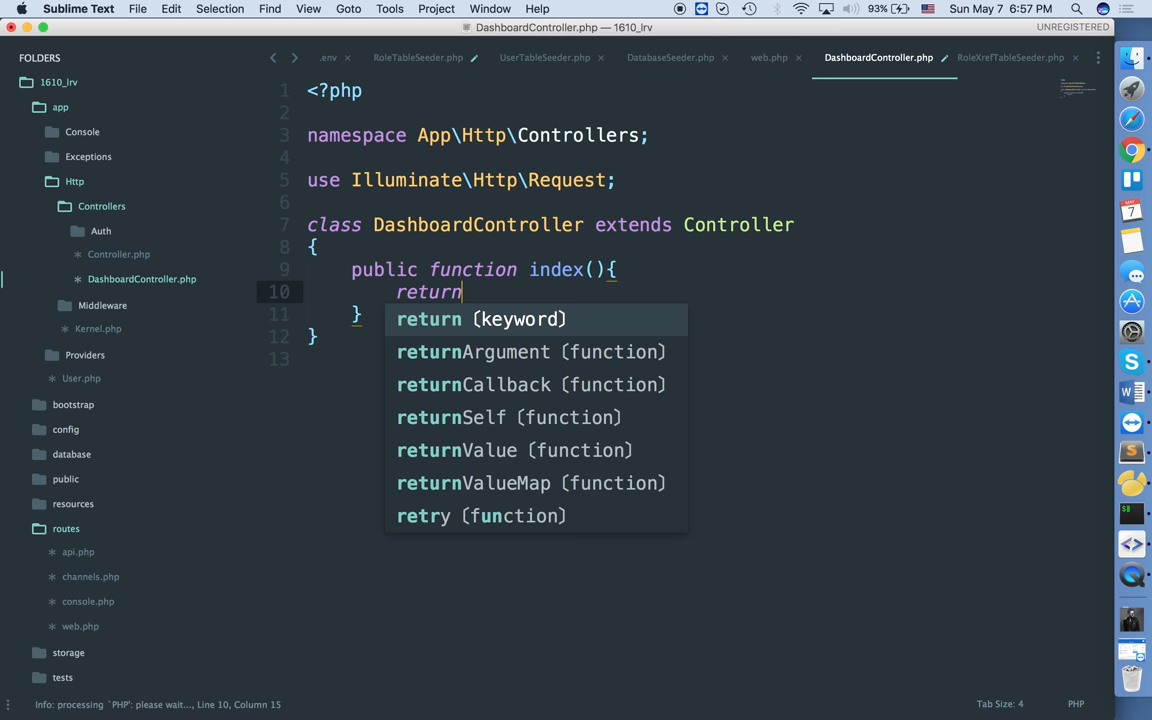 Sublime Text File Edit Selection Find View Goto Tools Project Window Help 93% Sun May 7 6:57 PM
DashboardController.php — 1610_lrv UNREGISTERED
FOLDERS
.env RoleTableSeeder.php UserTableSeeder.php DatabaseSeeder.php web.php DashboardController.php RoleXrefTableSeeder.php
1610_lrv
app
Console
Exceptions
Http
Controllers
Auth
Controller.php
DashboardController.php
Middleware
Kernel.php
Providers
User.php
bootstrap
config
database
public
resources
routes
api.php
channels.php
console.php
web.php
storage
tests
1 <?php
2
3 namespace App\Http\Controllers;
4
5 use Illuminate\Http\Request;
6
7 class DashboardController extends Controller
8 {
9 public function index(){
10 return
11 }
12 }
13
return (keyword)
returnArgument (function)
returnCallback (function)
returnSelf (function)
returnValue (function)
returnValueMap (function)
retry (function)
MAY
7
S
W
S
$
Info: processing `PHP': please wait..., Line 10, Column 15 Tab Size: 4 PHP